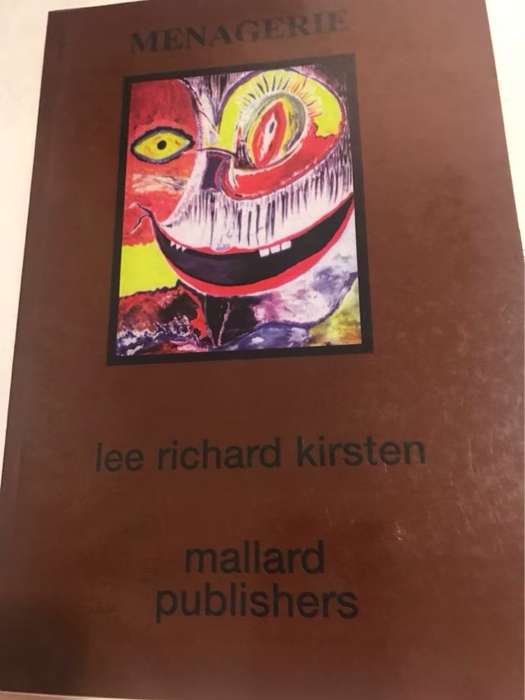 MENAGERIE
lee richard kirsten
mallard
publishers